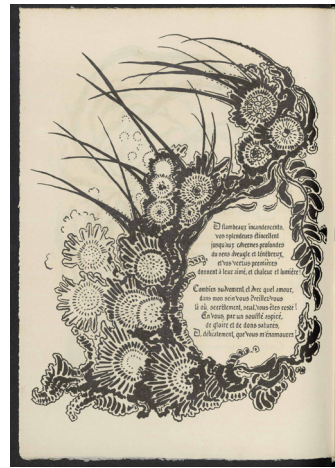 O flambeaux incandescents,
vos splendeurs étincellent
jusqu'aux cavernes profondes
du sens aveugle et ténébreux,
et vos vertus premières
donnent à leur aimé, et chaleur et lumière!
Combien suavement, et avec quel amour,
dans mon sein vous éveillez-vous
là où, secrètement, seul, vous êtes resté!
En vous, par un souffle aspiré,
de gloire et de dons saturés,
O, délicatement, que vous m'énamourez!